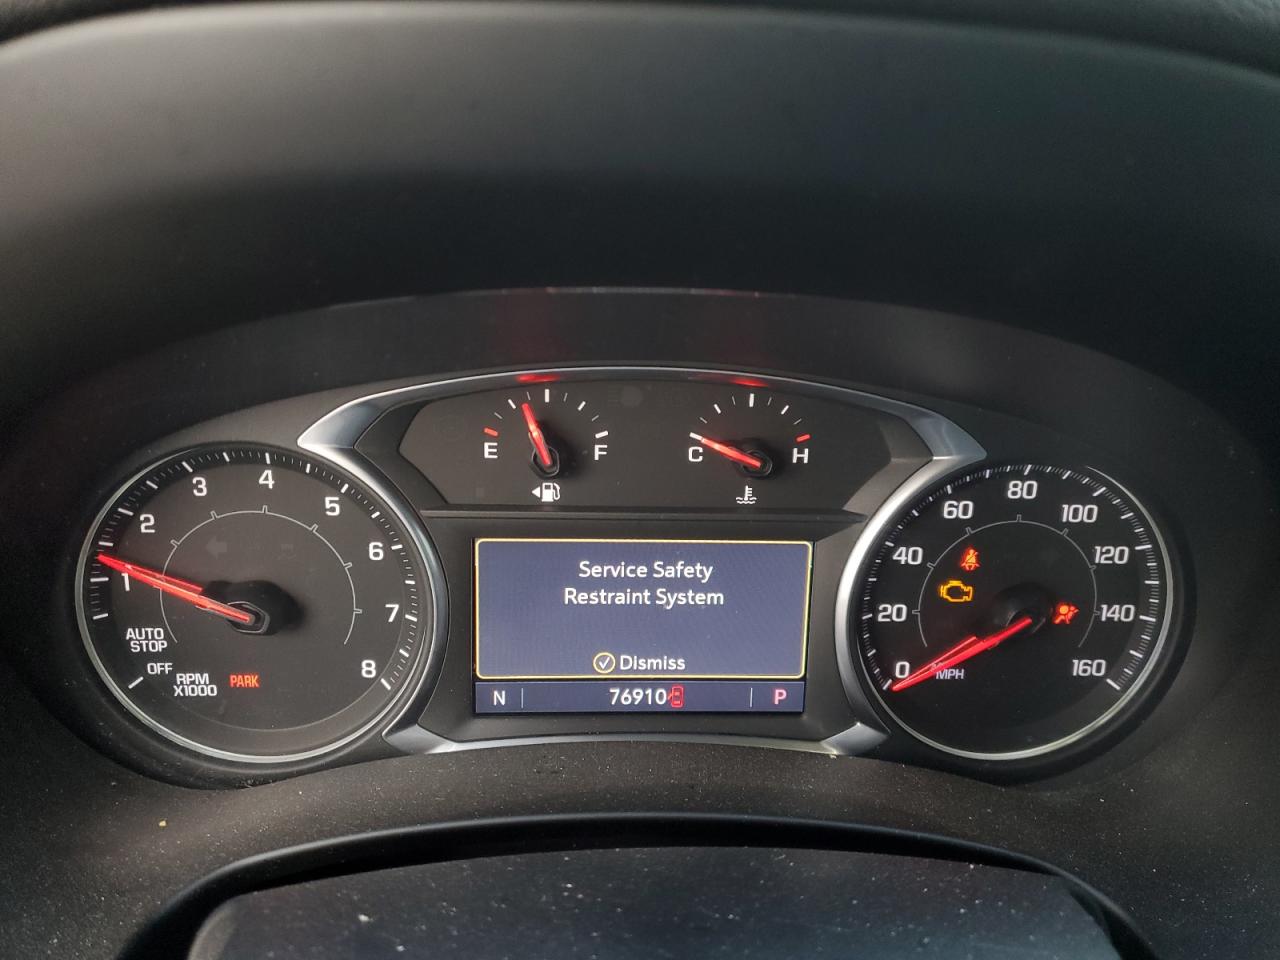 E
F
C
H
1
2
3
4
5
6
7
8
AUTO
STOP
OFF
RPM
X1000
PARK
Service Safety
Restraint System
Dismiss
N
76910
P
0
20
40
60
80
100
120
140
160
MPH